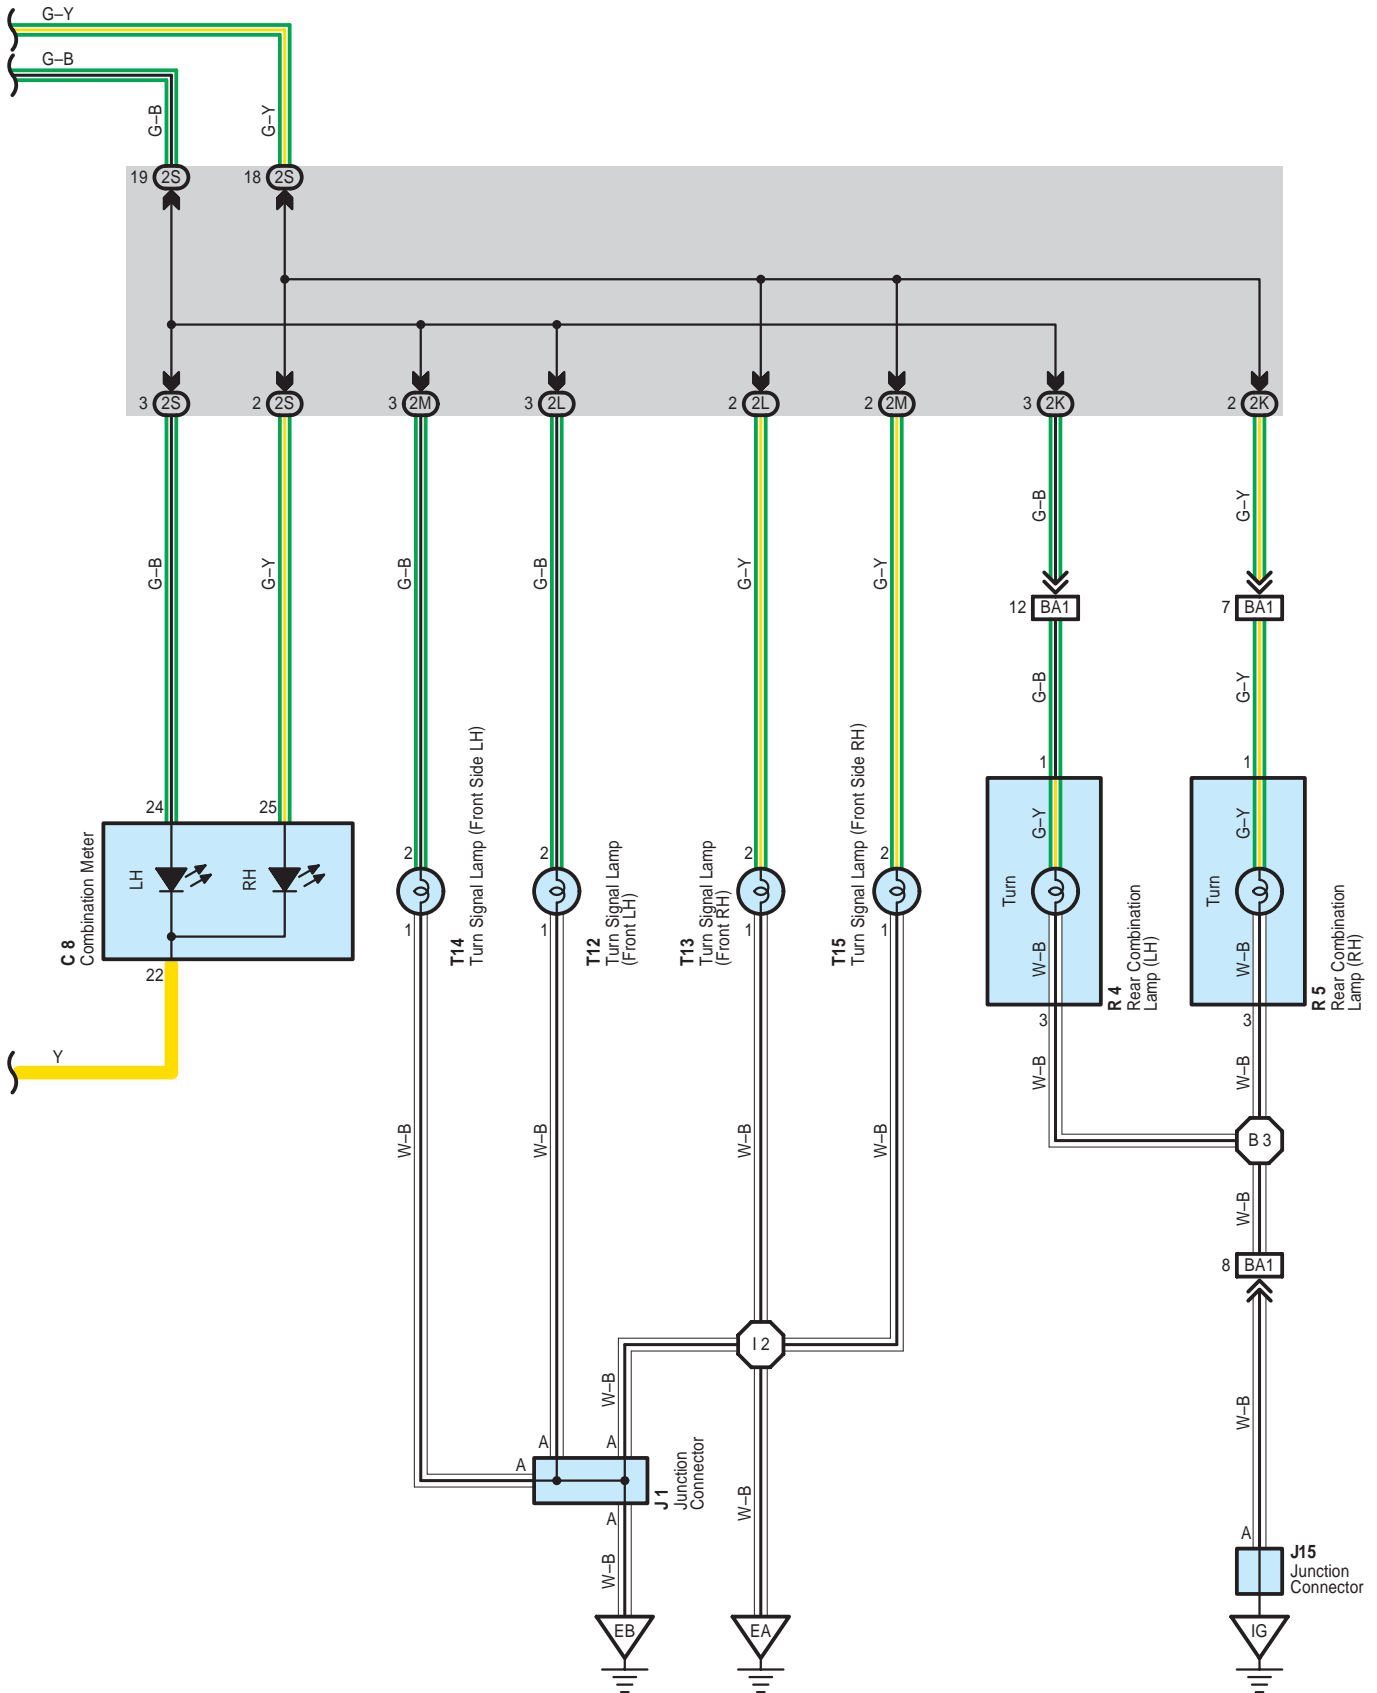 G–Y
G–B
G–B
G–Y
19 2S
18 2S
3 2S
2 2S
3 2M
3 2L
2 2L
2 2M
3 2K
2 2K
G–B
G–Y
G–B
G–Y
G–B
G–Y
G–B
G–Y
12 BA1
7 BA1
G–B
G–Y
1
1
24
25
LH
RH
C 8
Combination Meter
22
Y
2
1
T14
Turn Signal Lamp (Front Side LH)
2
1
T12
Turn Signal Lamp
(Front LH)
2
1
T13
Turn Signal Lamp
(Front RH)
2
1
T15
Turn Signal Lamp (Front Side RH)
G–Y
Turn
W–B
R 4
Rear Combination
Lamp (LH)
3
G–Y
Turn
W–B
R 5
Rear Combination
Lamp (RH)
3
W–B
W–B
W–B
W–B
W–B
W–B
B 3
W–B
8 BA1
I 2
W–B
W–B
A
A
A
J 1
Junction
Connector
A
W–B
W–B
A
J15
Junction
Connector
EB
EA
IG